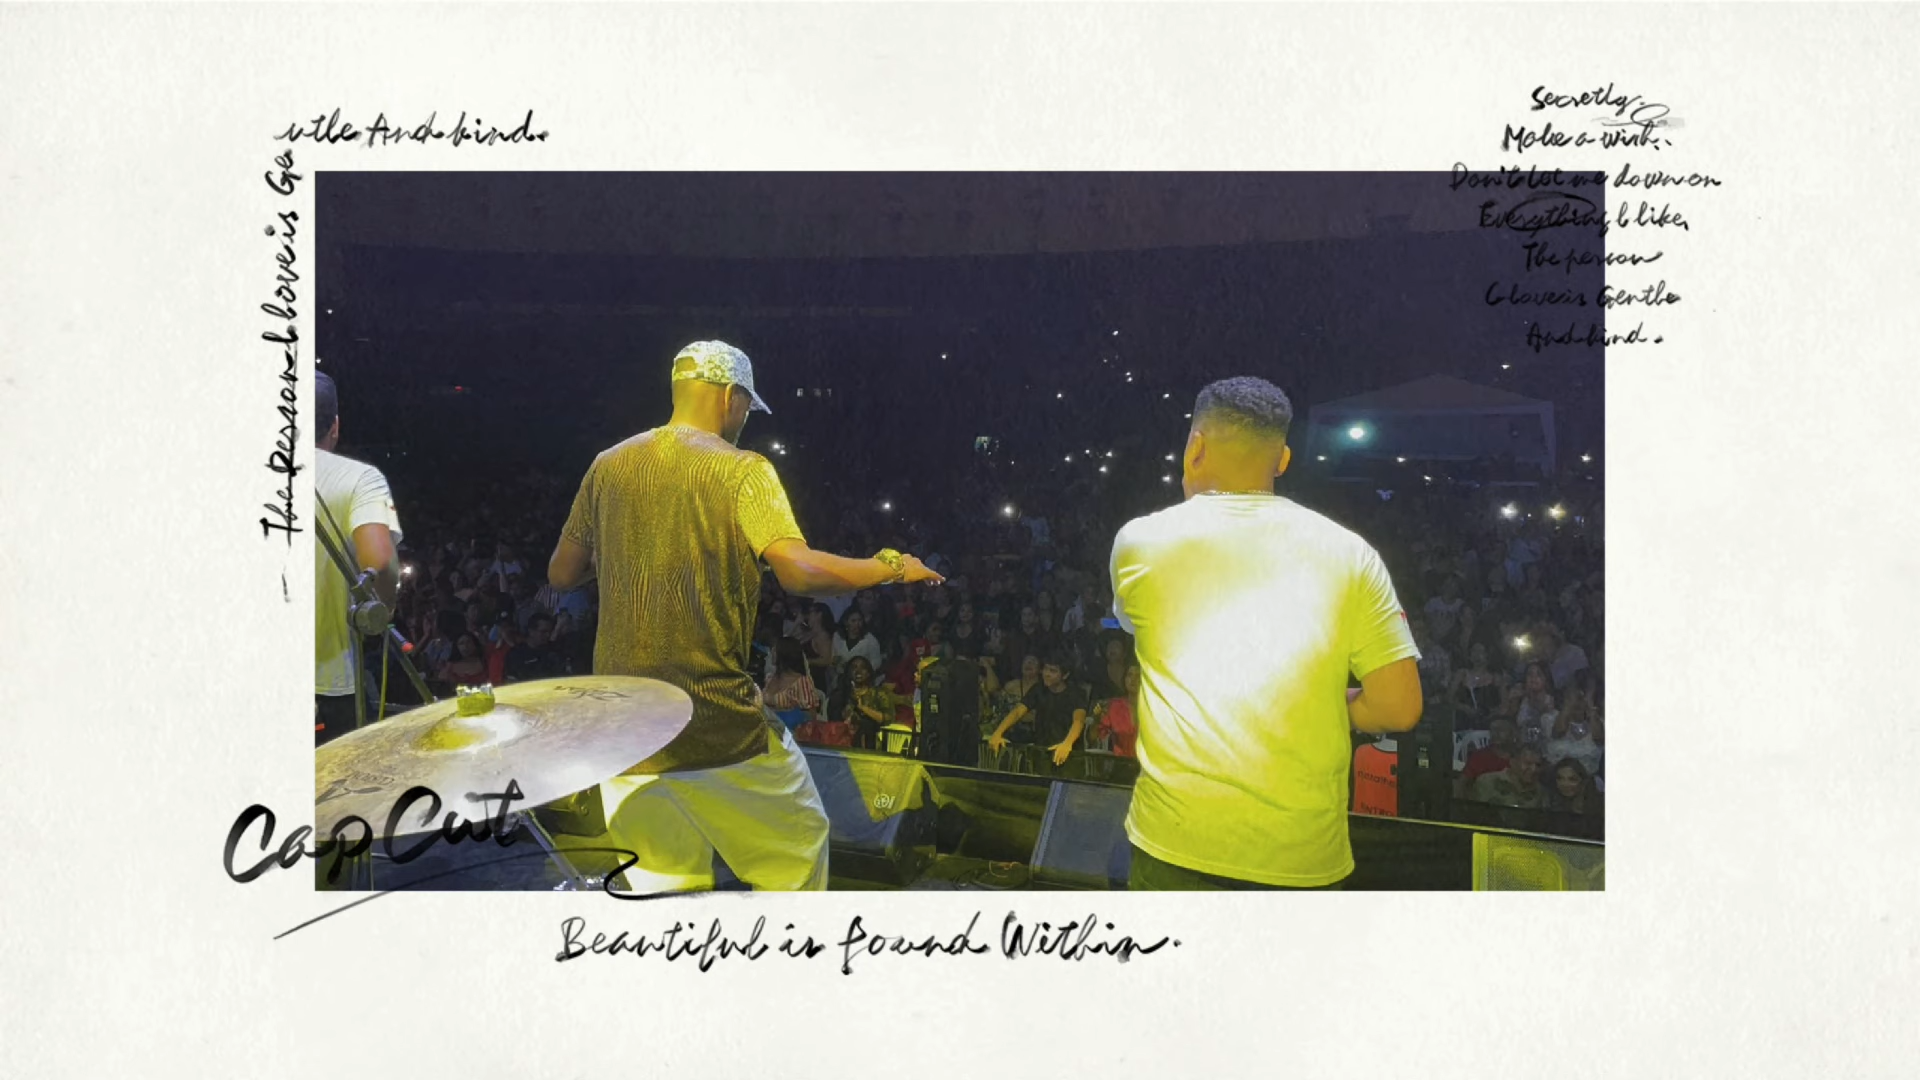 The Person I love is Gentle And kind.
Secretly.
Make a wish..
Don't let me down on
Everything I like,
The person
I love is Gentle
And kind.
Zildjian
CapCut
Beautiful is found Within.